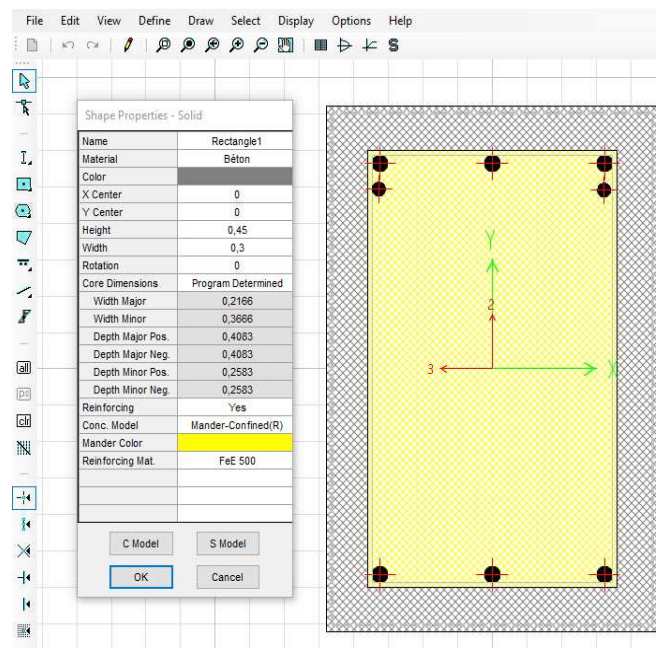 File Edit View Define Draw Select Display Options Help
Shape Properties - Solid
Name Rectangle1
Material Béton
Color
X Center 0
Y Center 0
Height 0,45
Width 0,3
Rotation 0
Core Dimensions Program Determined
Width Major 0,2166
Width Minor 0,3666
Depth Major Pos. 0,4083
Depth Major Neg. 0,4083
Depth Minor Pos. 0,2583
Depth Minor Neg. 0,2583
Reinforcing Yes
Conc. Model Mander-Confined(R)
Mander Color
Reinforcing Mat. FeE 500
C Model S Model
OK Cancel
Y
2
3 X
all
ps
clr